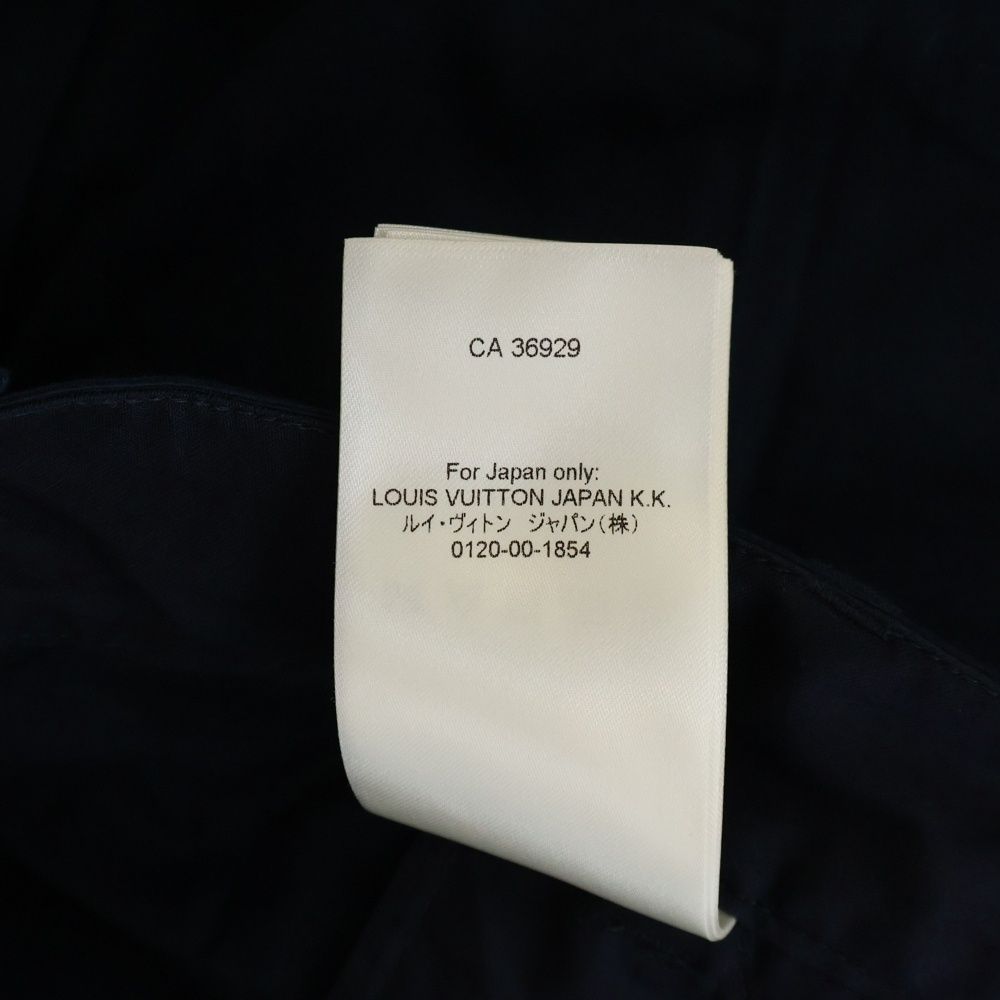 CA 36929
For Japan only:
LOUIS VUITTON JAPAN K.K.
ルイ・ヴィトン　ジャパン(株)
0120-00-1854